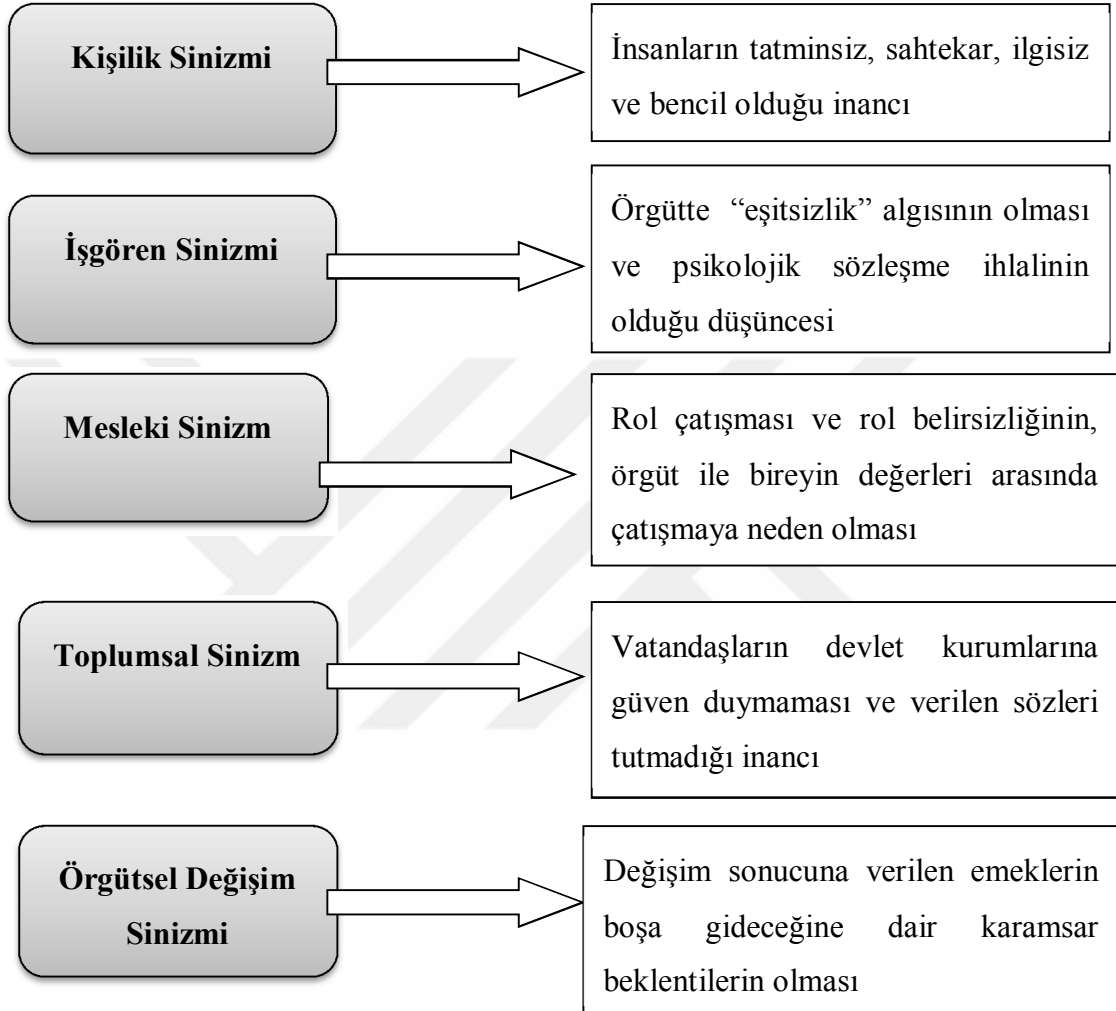 Kişilik Sinizmi
İnsanların tatminsiz, sahtekar, ilgisiz
ve bencil olduğu inancı
İşgören Sinizmi
Örgütte “eşitsizlik” algısının olması
ve psikolojik sözleşme ihlalinin
olduğu düşüncesi
Mesleki Sinizm
Rol çatışması ve rol belirsizliğinin,
örgüt ile bireyin değerleri arasında
çatışmaya neden olması
Toplumsal Sinizm
Vatandaşların devlet kurumlarına
güven duymaması ve verilen sözleri
tutmadığı inancı
Örgütsel Değişim
Sinizmi
Değişim sonucuna verilen emeklerin
boşa gideceğine dair karamsar
beklentilerin olması